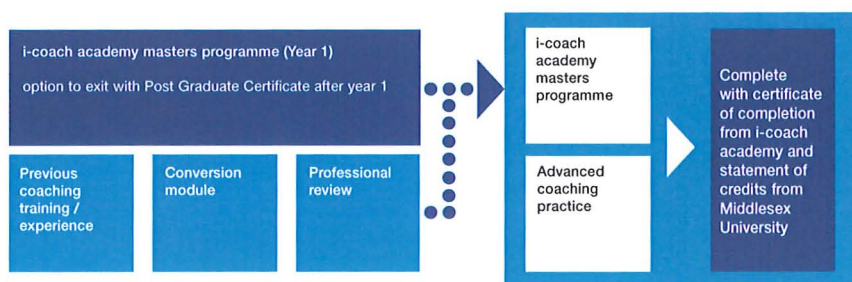 i-coach academy masters programme (Year 1)
option to exit with Post Graduate Certificate after year 1
Previous
coaching
training /
experience
Conversion
module
Professional
review
i-coach
academy
masters
programme
Advanced
coaching
practice
Complete
with certificate
of completion
from i-coach
academy and
statement of
credits from
Middlesex
University